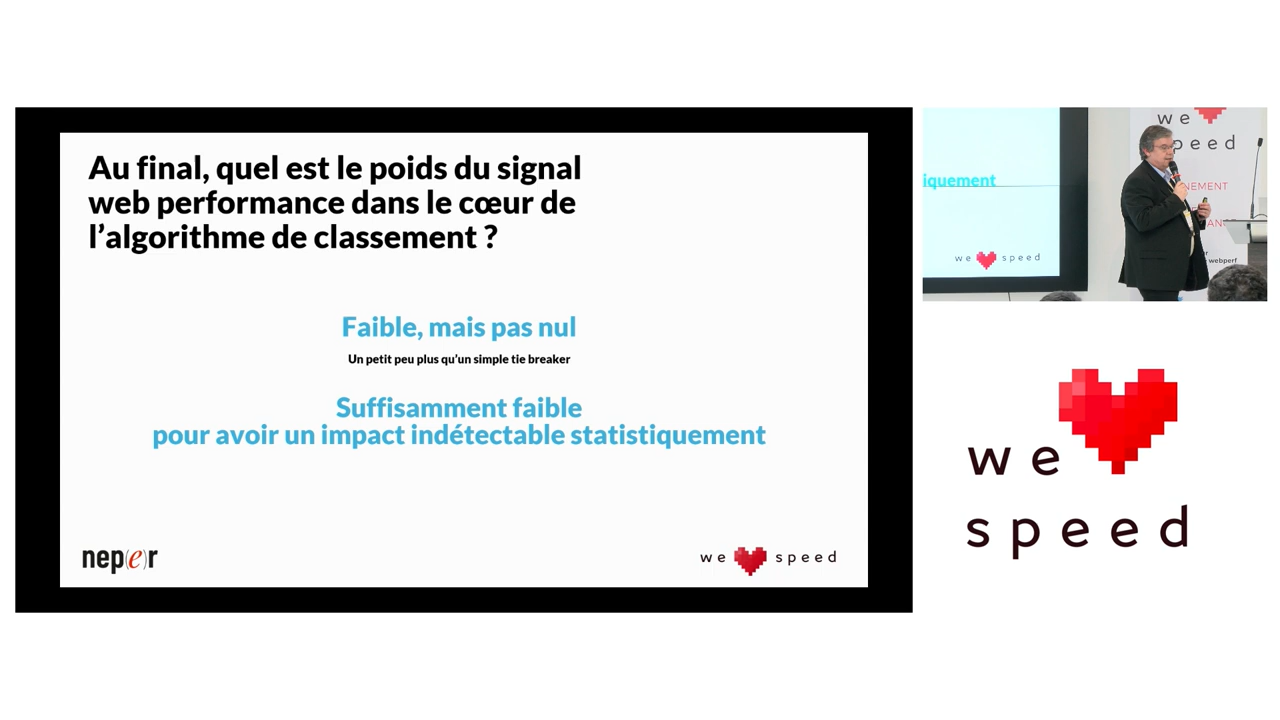 Au final, quel est le poids du signal
web performance dans le cœur de
l'algorithme de classement ?
Faible, mais pas nul
Un petit peu plus qu'un simple tie breaker
Suffisamment faible
pour avoir un impact indétectable statistiquement
nep(e)r
we speed
iquement
we speed
we
speed
NEMENT
webperf
we
speed